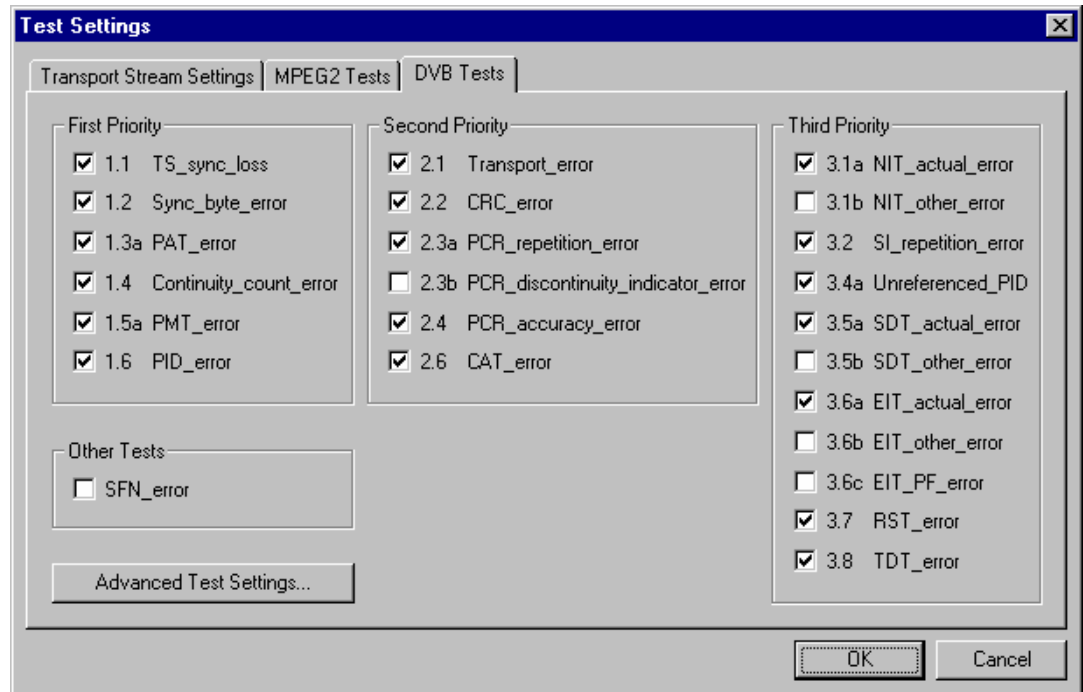 Test Settings
Transport Stream Settings
MPEG2 Tests
DVB Tests
First Priority
1.1 TS_sync_loss
1.2 Sync_byte_error
1.3a PAT_error
1.4 Continuity_count_error
1.5a PMT_error
1.6 PID_error
Second Priority
2.1 Transport_error
2.2 CRC_error
2.3a PCR_repetition_error
2.3b PCR_discontinuity_indicator_error
2.4 PCR_accuracy_error
2.6 CAT_error
Third Priority
3.1a NIT_actual_error
3.1b NIT_other_error
3.2 SI_repetition_error
3.4a Unreferenced_PID
3.5a SDT_actual_error
3.5b SDT_other_error
3.6a EIT_actual_error
3.6b EIT_other_error
3.6c EIT_PF_error
3.7 RST_error
3.8 TDT_error
Other Tests
SFN_error
Advanced Test Settings...
OK
Cancel